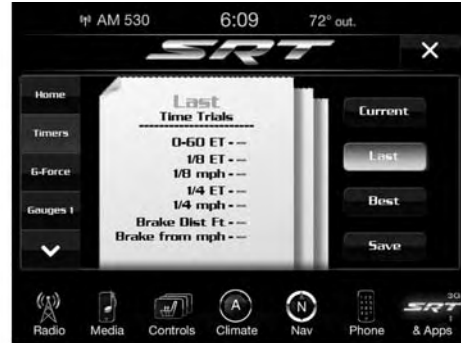 AM 530 6:09 72° out.
SRT
Home
Timers
G-Force
Gauges 1
Last
Time Trials
0-60 ET - --
1/8 ET - --
1/8 mph - --
1/4 ET - --
1/4 mph - --
Brake Dist Ft - --
Brake from mph - --
Current
Last
Best
Save
A N 3G
SRT
Radio Media Controls Climate Nav Phone & Apps